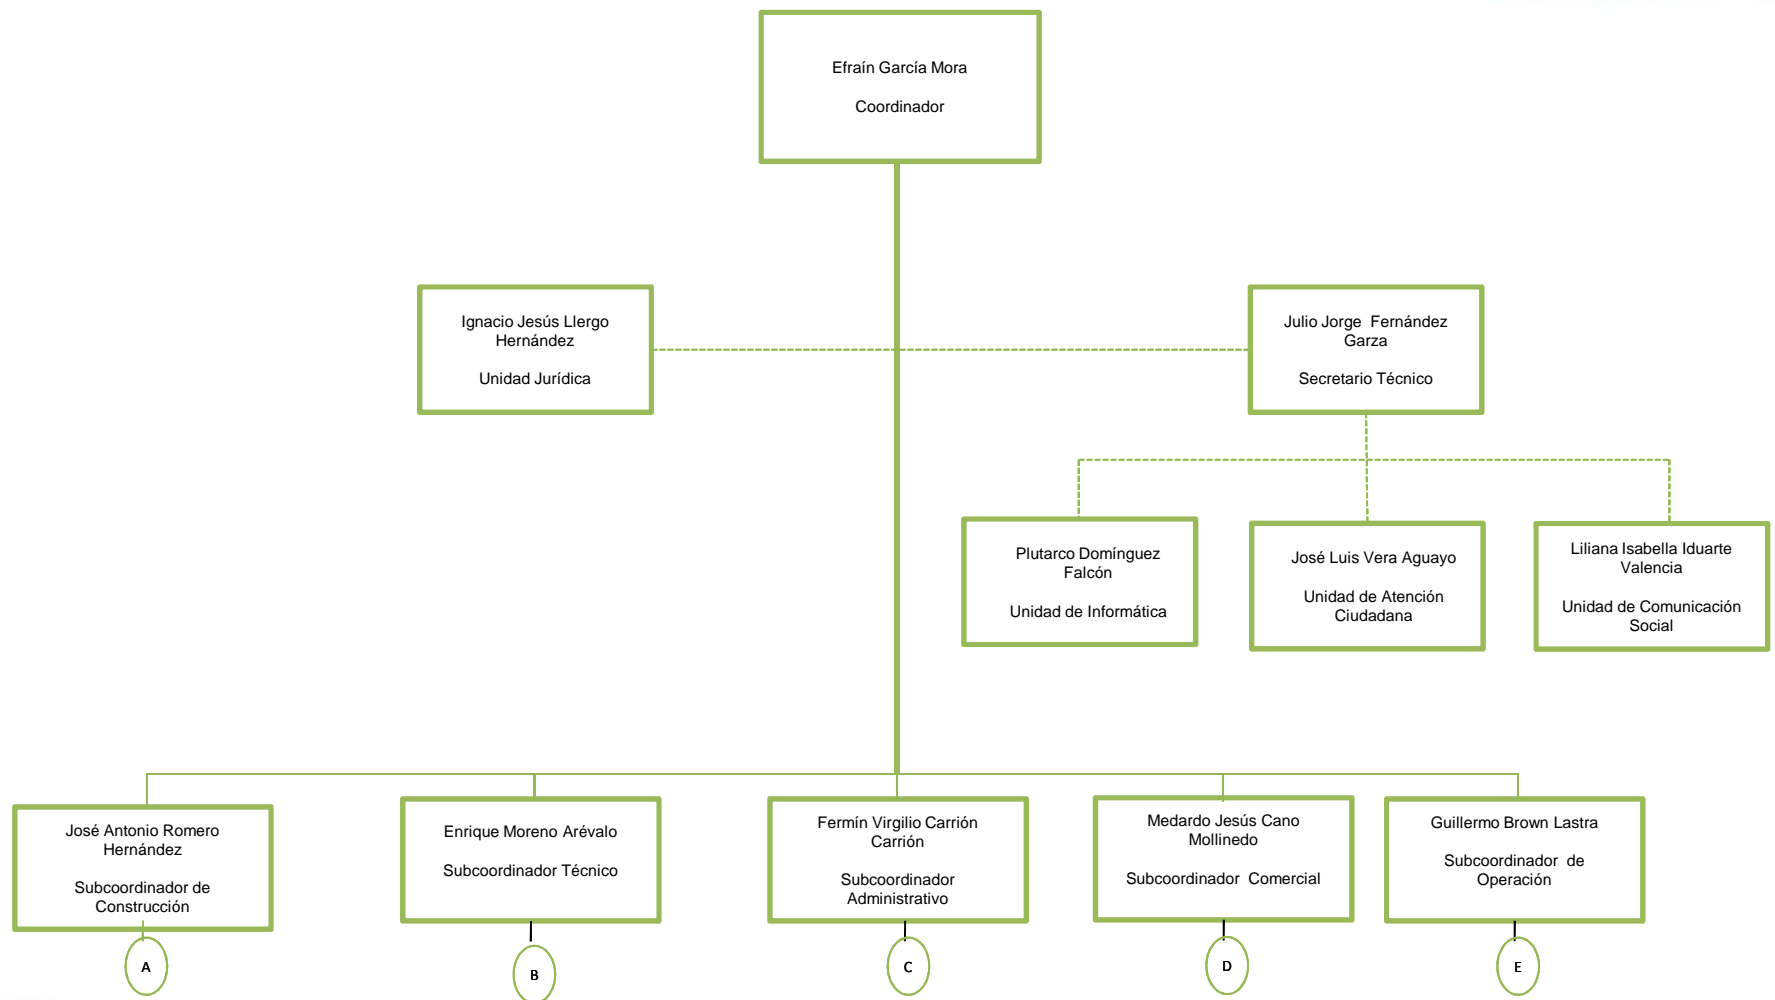 Efraín García Mora
Coordinador
Ignacio Jesús Llergo
Hernández
Unidad Jurídica
Julio Jorge Fernández
Garza
Secretario Técnico
Plutarco Domínguez
Falcón
Unidad de Informática
José Luis Vera Aguayo
Unidad de Atención
Ciudadana
Liliana Isabella Iduarte
Valencia
Unidad de Comunicación
Social
José Antonio Romero
Hernández
Subcoordinador de
Construcción
Enrique Moreno Arévalo
Subcoordinador Técnico
Fermín Virgilio Carrión
Carrión
Subcoordinador
Administrativo
Medardo Jesús Cano
Mollinedo
Subcoordinador Comercial
Guillermo Brown Lastra
Subcoordinador de
Operación
A
B
C
D
E